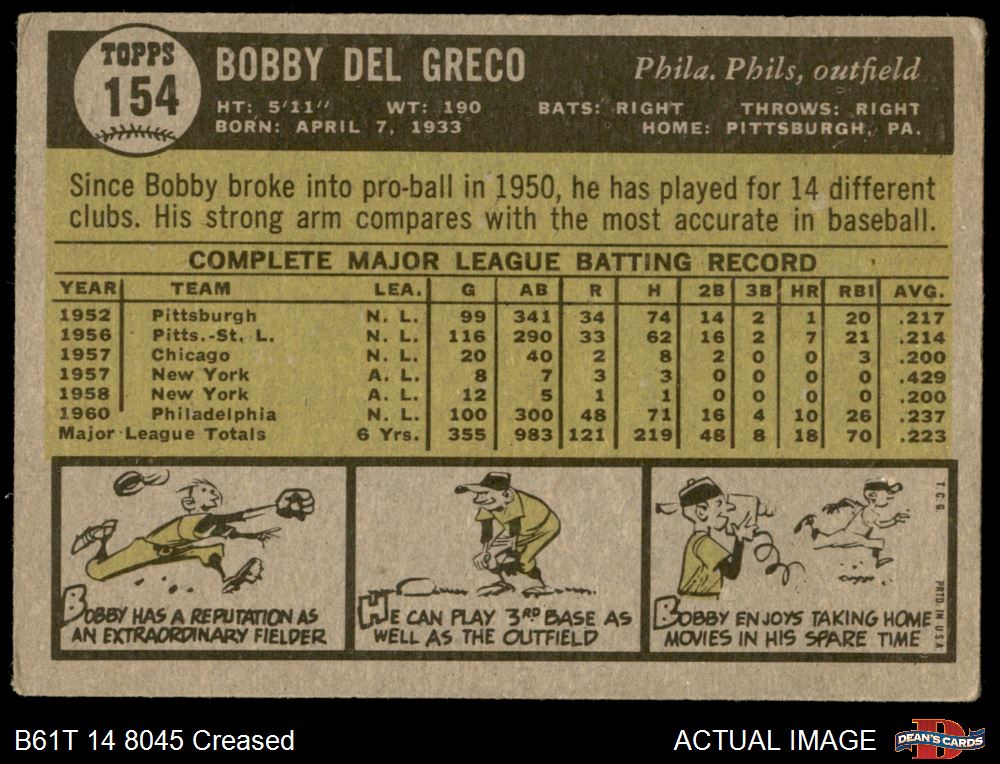 TOPPS
154
BOBBY DEL GRECO
Phila. Phils, outfield
HT: 5'11" WT: 190 BATS: RIGHT THROWS: RIGHT
BORN: APRIL 7, 1933 HOME: PITTSBURGH, PA.
Since Bobby broke into pro-ball in 1950, he has played for 14 different
clubs. His strong arm compares with the most accurate in baseball.
COMPLETE MAJOR LEAGUE BATTING RECORD
YEAR TEAM LEA. G AB R H 2B 3B HR RBI AVG.
1952 Pittsburgh N. L. 99 341 34 74 14 2 1 20 .217
1956 Pitts.-St. L. N. L. 116 290 33 62 16 2 7 21 .214
1957 Chicago N. L. 20 40 2 8 2 0 0 3 .200
1957 New York A. L. 8 7 3 3 0 0 0 0 .429
1958 New York A. L. 12 5 1 1 0 0 0 0 .200
1960 Philadelphia N. L. 100 300 48 71 16 4 10 26 .237
Major League Totals 6 Yrs. 355 983 121 219 48 8 18 70 .223
BOBBY HAS A REPUTATION AS
AN EXTRAORDINARY FIELDER
HE CAN PLAY 3RD BASE AS
WELL AS THE OUTFIELD
BOBBY ENJOYS TAKING HOME
MOVIES IN HIS SPARE TIME
T. C. G. PRTD IN U.S.A.
B61T 14 8045 Creased
ACTUAL IMAGE
DEAN'S CARDS